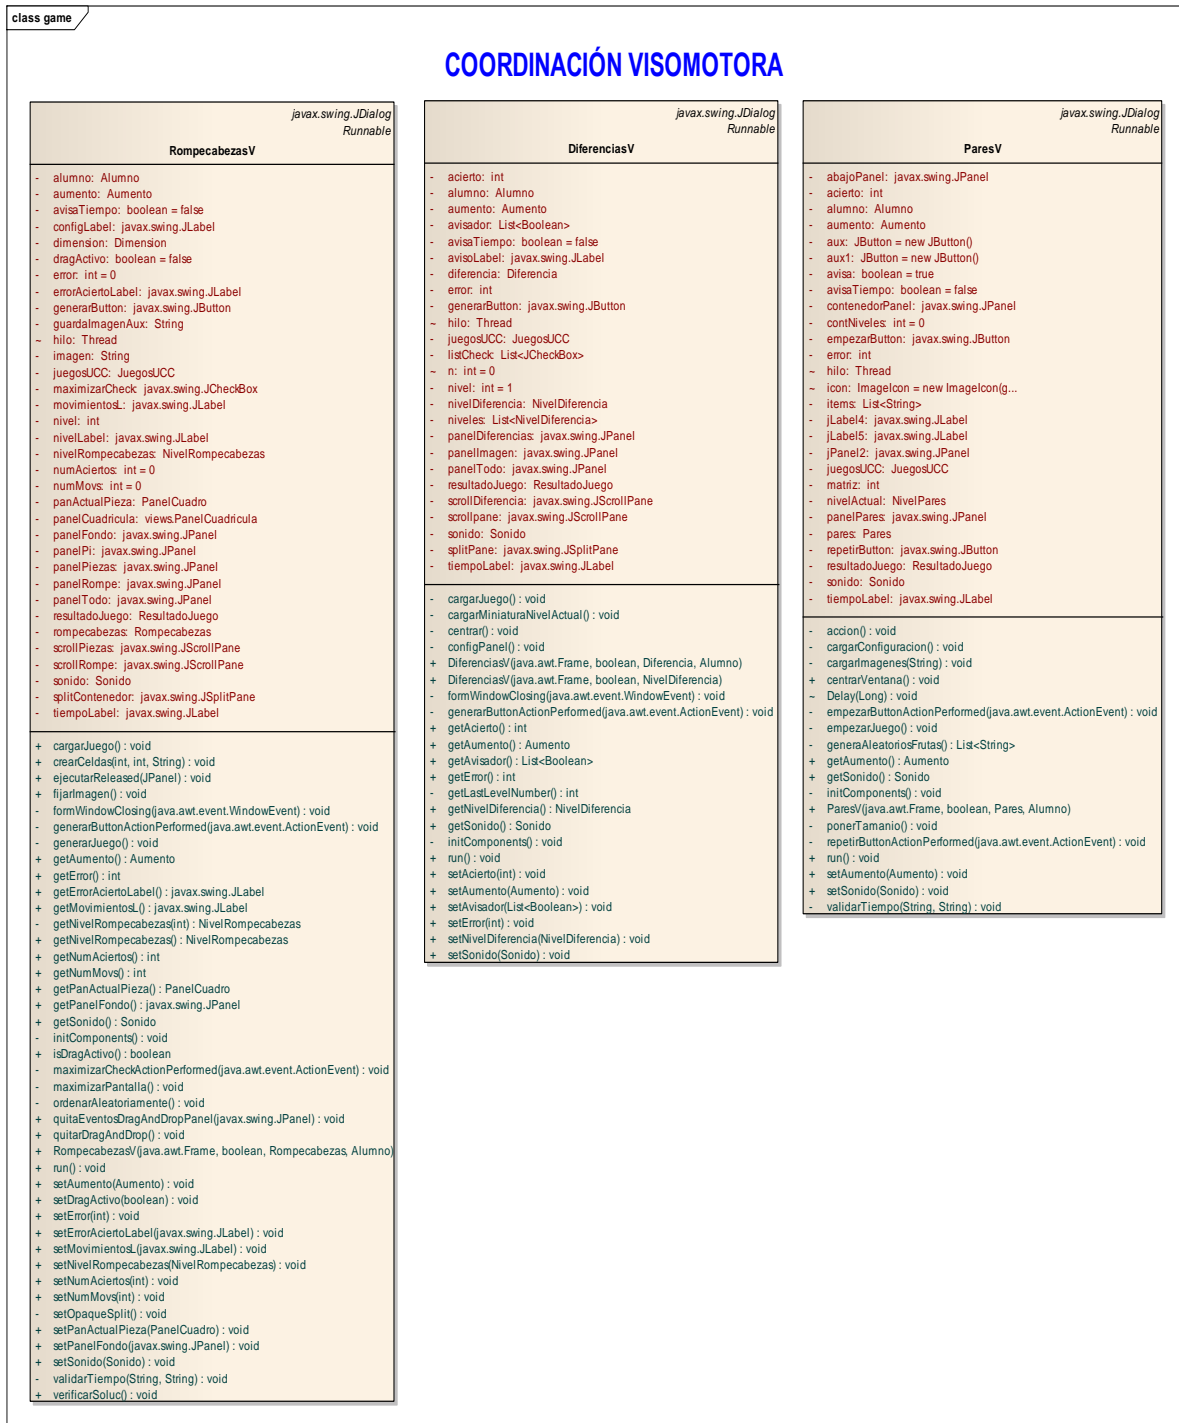 class game
COORDINACIÓN VISOMOTORA
javax.swing.JDialog
Runnable
RompecabezasV
- alumno: Alumno
- aumento: Aumento
- avisaTiempo: boolean = false
- configLabel: javax.swing.JLabel
- dimension: Dimension
- dragActivo: boolean = false
- error: int = 0
- errorAciertoLabel: javax.swing.JLabel
- generarButton: javax.swing.JButton
- guardaImagenAux: String
~ hilo: Thread
- imagen: String
- juegosUCC: JuegosUCC
- maximizarCheck: javax.swing.JCheckBox
- movimientosL: javax.swing.JLabel
- nivel: int
- nivelLabel: javax.swing.JLabel
- nivelRompecabezas: NivelRompecabezas
- numAciertos: int = 0
- numMovs: int = 0
- panActualPieza: PanelCuadro
- panelCuadricula: views.PanelCuadricula
- panelFondo: javax.swing.JPanel
- panelPi: javax.swing.JPanel
- panelPiezas: javax.swing.JPanel
- panelRompe: javax.swing.JPanel
- panelTodo: javax.swing.JPanel
- resultadoJuego: ResultadoJuego
- rompecabezas: Rompecabezas
- scrollPiezas: javax.swing.JScrollPane
- scrollRompe: javax.swing.JScrollPane
- sonido: Sonido
- splitContenedor: javax.swing.JSplitPane
- tiempoLabel: javax.swing.JLabel
+ cargarJuego() : void
+ crearCeldas(int, int, String) : void
+ ejecutarReleased(JPanel) : void
+ fijarImagen() : void
- formWindowClosing(java.awt.event.WindowEvent) : void
- generarButtonActionPerformed(java.awt.event.ActionEvent) : void
- generarJuego() : void
+ getAumento() : Aumento
+ getError() : int
+ getErrorAciertoLabel() : javax.swing.JLabel
+ getMovimientosL() : javax.swing.JLabel
- getNivelRompecabezas(int) : NivelRompecabezas
+ getNivelRompecabezas() : NivelRompecabezas
+ getNumAciertos() : int
+ getNumMovs() : int
+ getPanActualPieza() : PanelCuadro
+ getPanelFondo() : javax.swing.JPanel
+ getSonido() : Sonido
- initComponents() : void
+ isDragActivo() : boolean
- maximizarCheckActionPerformed(java.awt.event.ActionEvent) : void
- maximizarPantalla() : void
- ordenarAleatoriamente() : void
+ quitaEventosDragAndDropPanel(javax.swing.JPanel) : void
+ quitarDragAndDrop() : void
+ RompecabezasV(java.awt.Frame, boolean, Rompecabezas, Alumno)
+ run() : void
+ setAumento(Aumento) : void
+ setDragActivo(boolean) : void
+ setError(int) : void
+ setErrorAciertoLabel(javax.swing.JLabel) : void
+ setMovimientosL(javax.swing.JLabel) : void
+ setNivelRompecabezas(NivelRompecabezas) : void
+ setNumAciertos(int) : void
+ setNumMovs(int) : void
- setOpaqueSplit() : void
+ setPanActualPieza(PanelCuadro) : void
+ setPanelFondo(javax.swing.JPanel) : void
+ setSonido(Sonido) : void
- validarTiempo(String, String) : void
+ verificarSoluc() : void
javax.swing.JDialog
Runnable
DiferenciasV
- acierto: int
- alumno: Alumno
- aumento: Aumento
- avisador: List<Boolean>
- avisaTiempo: boolean = false
- avisoLabel: javax.swing.JLabel
- diferencia: Diferencia
- error: int
- generarButton: javax.swing.JButton
~ hilo: Thread
- juegosUCC: JuegosUCC
- listCheck: List<JCheckBox>
~ n: int = 0
- nivel: int = 1
- nivelDiferencia: NivelDiferencia
- niveles: List<NivelDiferencia>
- panelDiferencias: javax.swing.JPanel
- panelImagen: javax.swing.JPanel
- panelTodo: javax.swing.JPanel
- resultadoJuego: ResultadoJuego
- scrollDiferencia: javax.swing.JScrollPane
- scrollpane: javax.swing.JScrollPane
- sonido: Sonido
- splitPane: javax.swing.JSplitPane
- tiempoLabel: javax.swing.JLabel
- cargarJuego() : void
- cargarMiniaturaNivelActual() : void
- centrar() : void
- configPanel() : void
+ DiferenciasV(java.awt.Frame, boolean, Diferencia, Alumno)
+ DiferenciasV(java.awt.Frame, boolean, NivelDiferencia)
- formWindowClosing(java.awt.event.WindowEvent) : void
- generarButtonActionPerformed(java.awt.event.ActionEvent) : void
+ getAcierto() : int
+ getAumento() : Aumento
+ getAvisador() : List<Boolean>
+ getError() : int
- getLastLevelNumber() : int
+ getNivelDiferencia() : NivelDiferencia
+ getSonido() : Sonido
- initComponents() : void
+ run() : void
+ setAcierto(int) : void
+ setAumento(Aumento) : void
+ setAvisador(List<Boolean>) : void
+ setError(int) : void
+ setNivelDiferencia(NivelDiferencia) : void
+ setSonido(Sonido) : void
javax.swing.JDialog
Runnable
ParesV
- abajoPanel: javax.swing.JPanel
- acierto: int
- alumno: Alumno
- aumento: Aumento
- aux: JButton = new JButton()
- aux1: JButton = new JButton()
- avisa: boolean = true
- avisaTiempo: boolean = false
- contenedorPanel: javax.swing.JPanel
- contNiveles: int = 0
- empezarButton: javax.swing.JButton
- error: int
~ hilo: Thread
~ icon: ImageIcon = new ImageIcon(g...
- items: List<String>
- jLabel4: javax.swing.JLabel
- jLabel5: javax.swing.JLabel
- jPanel2: javax.swing.JPanel
- juegosUCC: JuegosUCC
- matriz: int
- nivelActual: NivelPares
- panelPares: javax.swing.JPanel
- pares: Pares
- repetirButton: javax.swing.JButton
- resultadoJuego: ResultadoJuego
- sonido: Sonido
- tiempoLabel: javax.swing.JLabel
- accion() : void
- cargarConfiguracion() : void
- cargarImagenes(String) : void
+ centrarVentana() : void
~ Delay(Long) : void
- empezarButtonActionPerformed(java.awt.event.ActionEvent) : void
- empezarJuego() : void
- generaAleatoriosFrutas() : List<String>
+ getAumento() : Aumento
+ getSonido() : Sonido
- initComponents() : void
+ ParesV(java.awt.Frame, boolean, Pares, Alumno)
- ponerTamanio() : void
- repetirButtonActionPerformed(java.awt.event.ActionEvent) : void
+ run() : void
+ setAumento(Aumento) : void
+ setSonido(Sonido) : void
- validarTiempo(String, String) : void